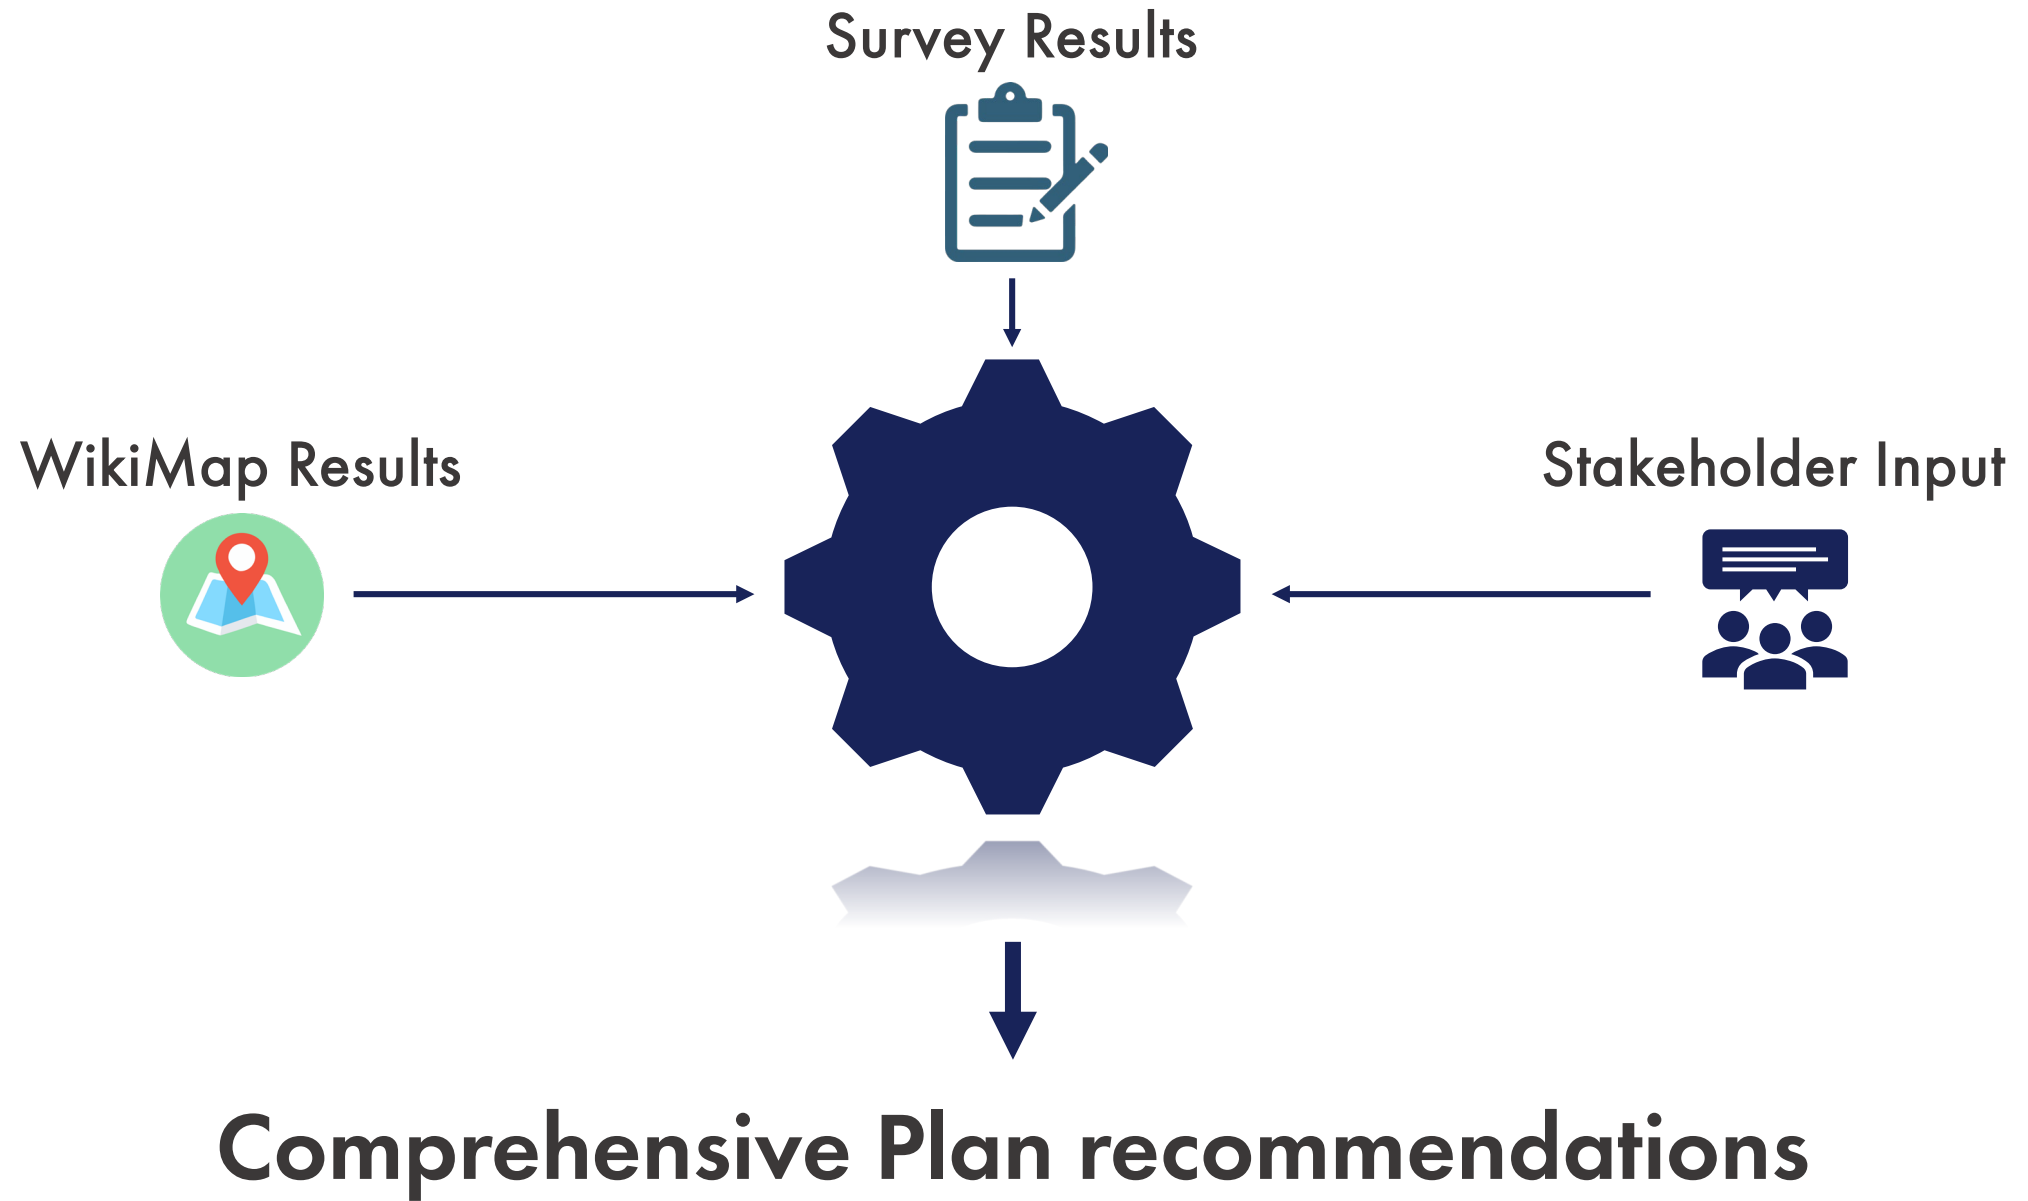 Survey Results
WikiMap Results
Stakeholder Input
Comprehensive Plan recommendations